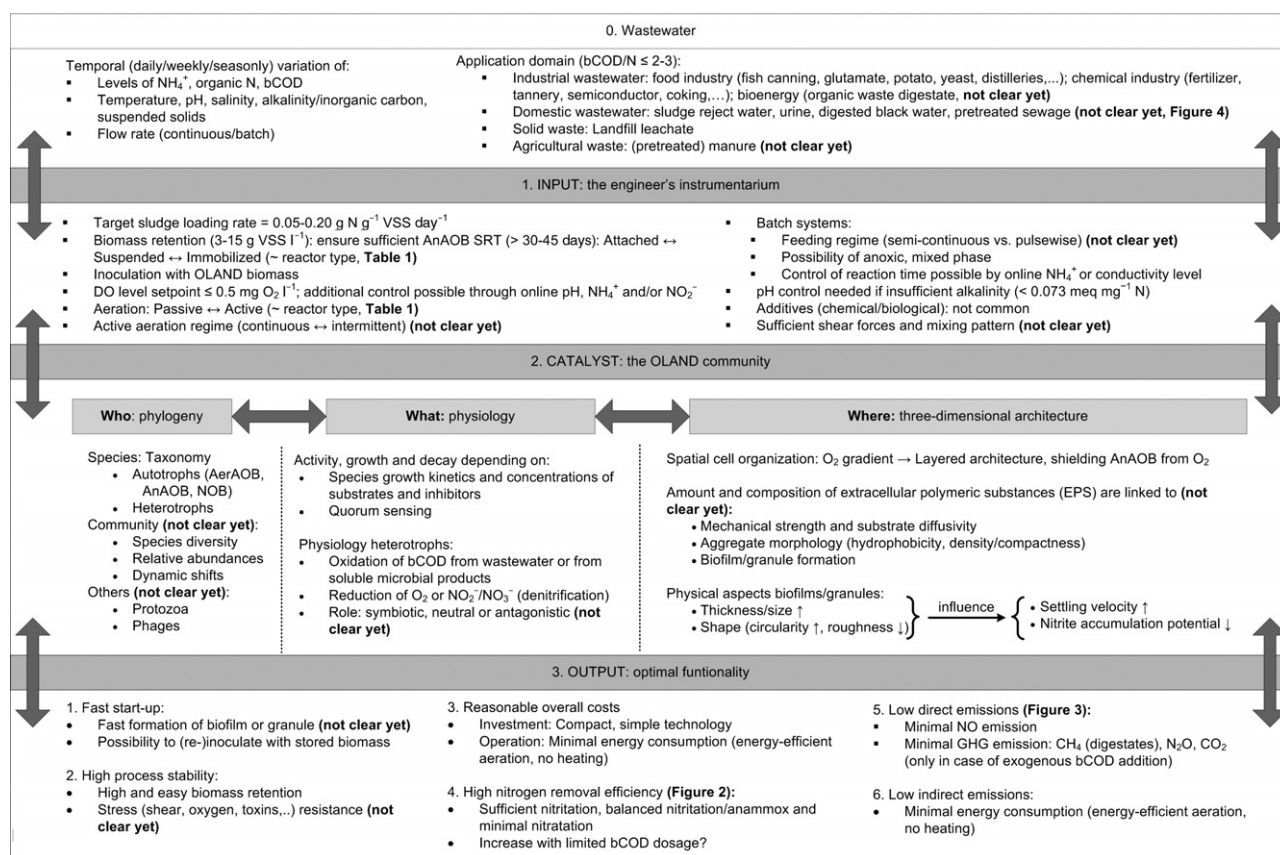 0. Wastewater
Temporal (daily/weekly/seasonly) variation of:
▪ Levels of NH₄⁺, organic N, bCOD
▪ Temperature, pH, salinity, alkalinity/inorganic carbon,
suspended solids
▪ Flow rate (continuous/batch)
Application domain (bCOD/N ≤ 2-3):
▪ Industrial wastewater: food industry (fish canning, glutamate, potato, yeast, distilleries,...); chemical industry (fertilizer,
tannery, semiconductor, coking,…); bioenergy (organic waste digestate, not clear yet)
▪ Domestic wastewater: sludge reject water, urine, digested black water, pretreated sewage (not clear yet, Figure 4)
▪ Solid waste: Landfill leachate
▪ Agricultural waste: (pretreated) manure (not clear yet)
1. INPUT: the engineer's instrumentarium
▪ Target sludge loading rate = 0.05-0.20 g N g⁻¹ VSS day⁻¹
▪ Biomass retention (3-15 g VSS l⁻¹): ensure sufficient AnAOB SRT (> 30-45 days): Attached ↔
Suspended ↔ Immobilized (~ reactor type, Table 1)
▪ Inoculation with OLAND biomass
▪ DO level setpoint ≤ 0.5 mg O₂ l⁻¹; additional control possible through online pH, NH₄⁺ and/or NO₂⁻
▪ Aeration: Passive ↔ Active (~ reactor type, Table 1)
▪ Active aeration regime (continuous ↔ intermittent) (not clear yet)
▪ Batch systems:
▪ Feeding regime (semi-continuous vs. pulsewise) (not clear yet)
▪ Possibility of anoxic, mixed phase
▪ Control of reaction time possible by online NH₄⁺ or conductivity level
▪ pH control needed if insufficient alkalinity (< 0.073 meq mg⁻¹ N)
▪ Additives (chemical/biological): not common
▪ Sufficient shear forces and mixing pattern (not clear yet)
2. CATALYST: the OLAND community
Who: phylogeny
What: physiology
Where: three-dimensional architecture
Species: Taxonomy
• Autotrophs (AerAOB,
AnAOB, NOB)
• Heterotrophs
Community (not clear yet):
• Species diversity
• Relative abundances
• Dynamic shifts
Others (not clear yet):
• Protozoa
• Phages
Activity, growth and decay depending on:
• Species growth kinetics and concentrations of
substrates and inhibitors
• Quorum sensing
Physiology heterotrophs:
• Oxidation of bCOD from wastewater or from
soluble microbial products
• Reduction of O₂ or NO₂⁻/NO₃⁻ (denitrification)
• Role: symbiotic, neutral or antagonistic (not
clear yet)
Spatial cell organization: O₂ gradient → Layered architecture, shielding AnAOB from O₂
Amount and composition of extracellular polymeric substances (EPS) are linked to (not
clear yet):
• Mechanical strength and substrate diffusivity
• Aggregate morphology (hydrophobicity, density/compactness)
• Biofilm/granule formation
Physical aspects biofilms/granules:
• Thickness/size ↑
• Shape (circularity ↑, roughness ↓)
influence
• Settling velocity ↑
• Nitrite accumulation potential ↓
3. OUTPUT: optimal funtionality
1. Fast start-up:
• Fast formation of biofilm or granule (not clear yet)
• Possibility to (re-)inoculate with stored biomass
2. High process stability:
• High and easy biomass retention
• Stress (shear, oxygen, toxins,..) resistance (not
clear yet)
3. Reasonable overall costs
• Investment: Compact, simple technology
• Operation: Minimal energy consumption (energy-efficient
aeration, no heating)
4. High nitrogen removal efficiency (Figure 2):
• Sufficient nitritation, balanced nitritation/anammox and
minimal nitratation
• Increase with limited bCOD dosage?
5. Low direct emissions (Figure 3):
▪ Minimal NO emission
▪ Minimal GHG emission: CH₄ (digestates), N₂O, CO₂
(only in case of exogenous bCOD addition)
6. Low indirect emissions:
• Minimal energy consumption (energy-efficient aeration,
no heating)